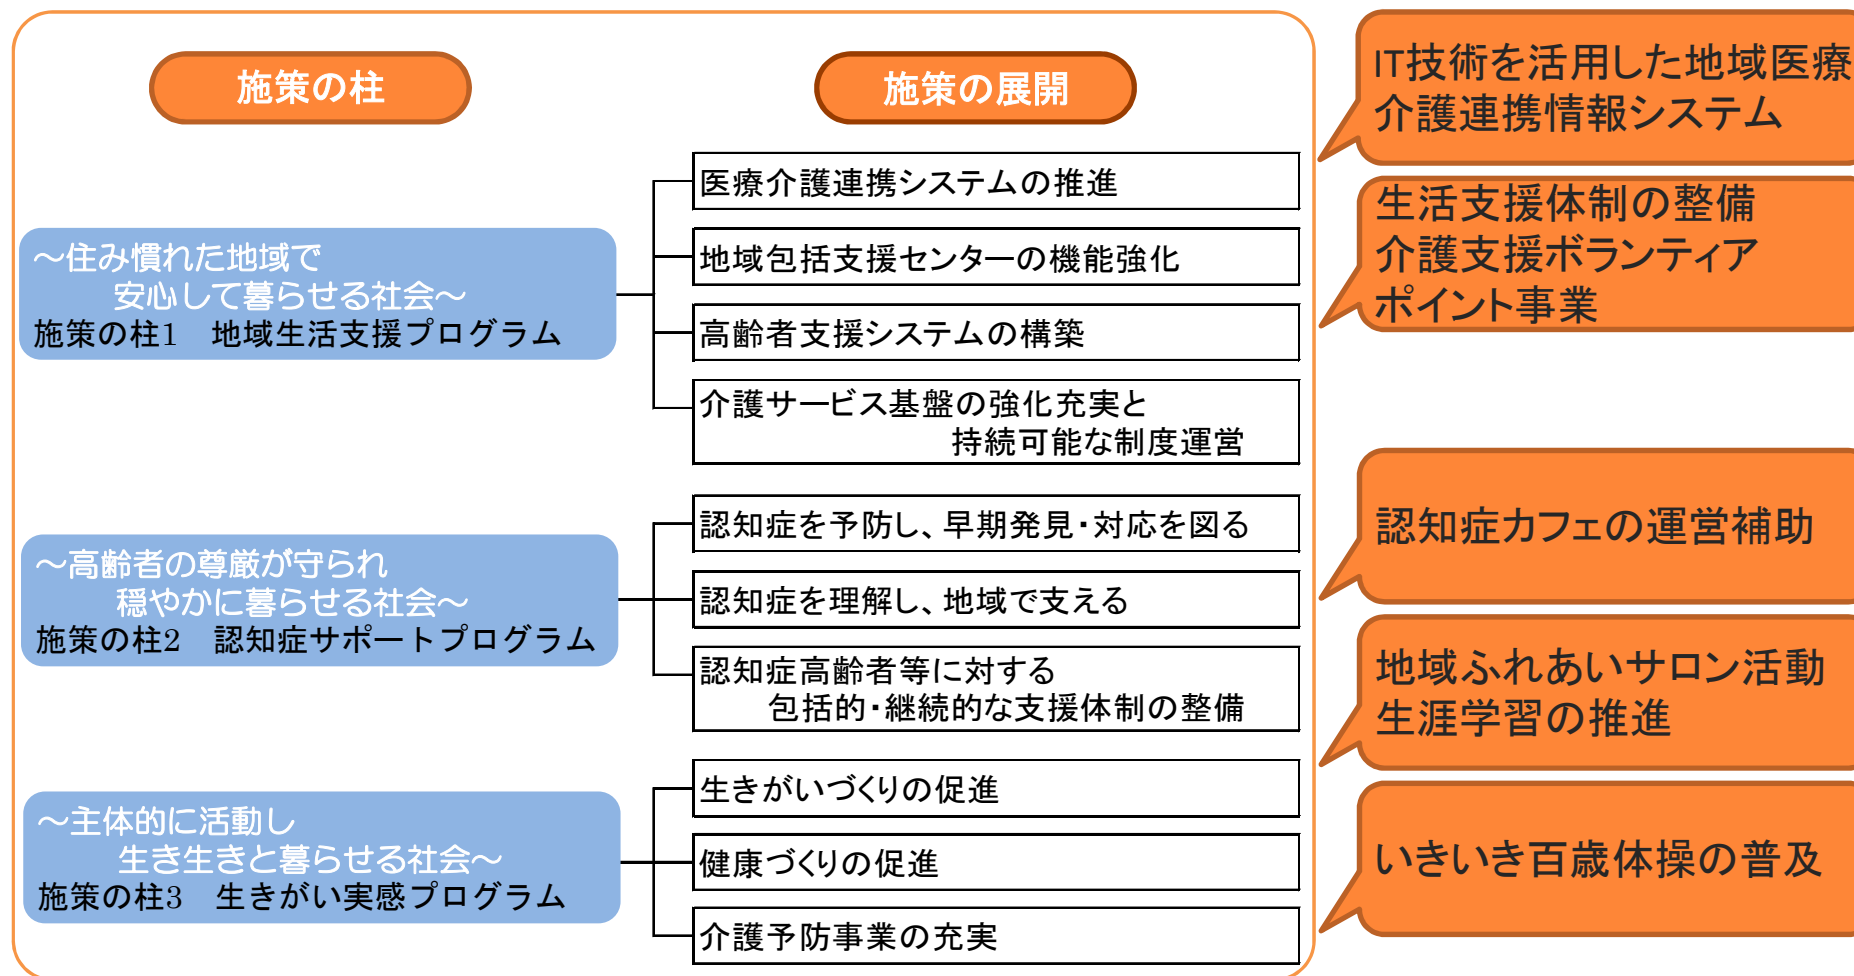 施策の柱
施策の展開
～住み慣れた地域で
安心して暮らせる社会～
施策の柱1　地域生活支援プログラム
医療介護連携システムの推進
地域包括支援センターの機能強化
高齢者支援システムの構築
介護サービス基盤の強化充実と
持続可能な制度運営
～高齢者の尊厳が守られ
穏やかに暮らせる社会～
施策の柱2　認知症サポートプログラム
認知症を予防し、早期発見・対応を図る
認知症を理解し、地域で支える
認知症高齢者等に対する
包括的・継続的な支援体制の整備
～主体的に活動し
生き生きと暮らせる社会～
施策の柱3　生きがい実感プログラム
生きがいづくりの促進
健康づくりの促進
介護予防事業の充実
IT技術を活用した地域医療
介護連携情報システム
生活支援体制の整備
介護支援ボランティア
ポイント事業
認知症カフェの運営補助
地域ふれあいサロン活動
生涯学習の推進
いきいき百歳体操の普及